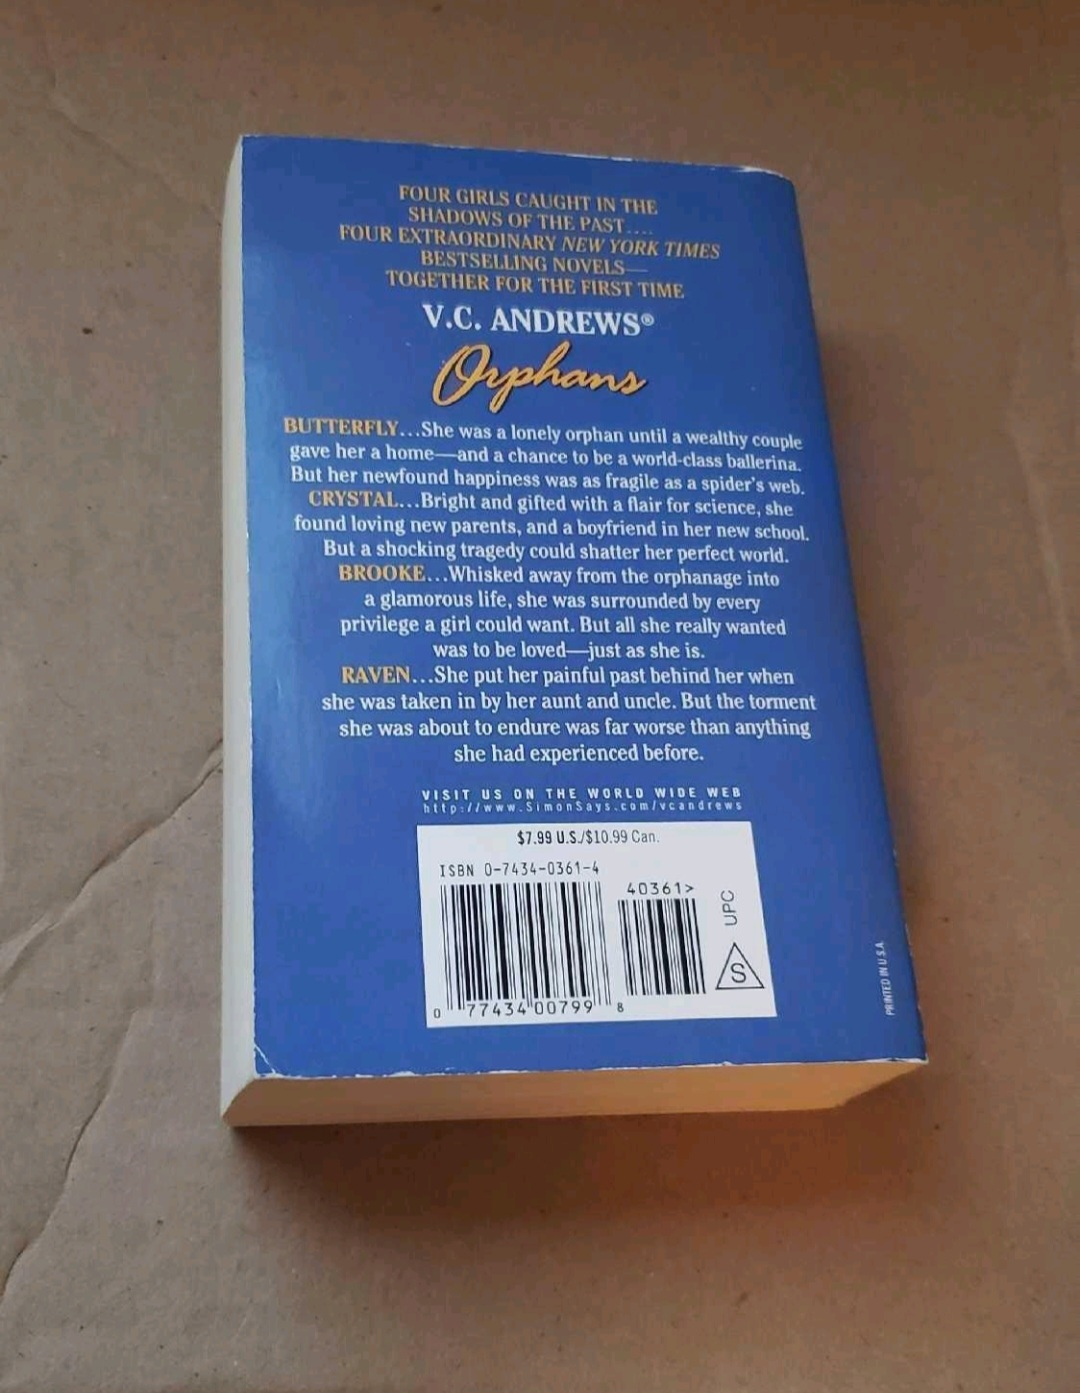 FOUR GIRLS CAUGHT IN THE
SHADOWS OF THE PAST....
FOUR EXTRAORDINARY NEW YORK TIMES
BESTSELLING NOVELS—
TOGETHER FOR THE FIRST TIME
V.C. ANDREWS®
Orphans
BUTTERFLY...She was a lonely orphan until a wealthy couple
gave her a home—and a chance to be a world-class ballerina.
But her newfound happiness was as fragile as a spider's web.
CRYSTAL...Bright and gifted with a flair for science, she
found loving new parents, and a boyfriend in her new school.
But a shocking tragedy could shatter her perfect world.
BROOKE...Whisked away from the orphanage into
a glamorous life, she was surrounded by every
privilege a girl could want. But all she really wanted
was to be loved—just as she is.
RAVEN...She put her painful past behind her when
she was taken in by her aunt and uncle. But the torment
she was about to endure was far worse than anything
she had experienced before.
VISIT US ON THE WORLD WIDE WEB
http://www.SimonSays.com/vcandrews
$7.99 U.S./$10.99 Can.
ISBN 0-7434-0361-4
40361>
UPC
S
0 77434 00799 8
PRINTED IN U.S.A.